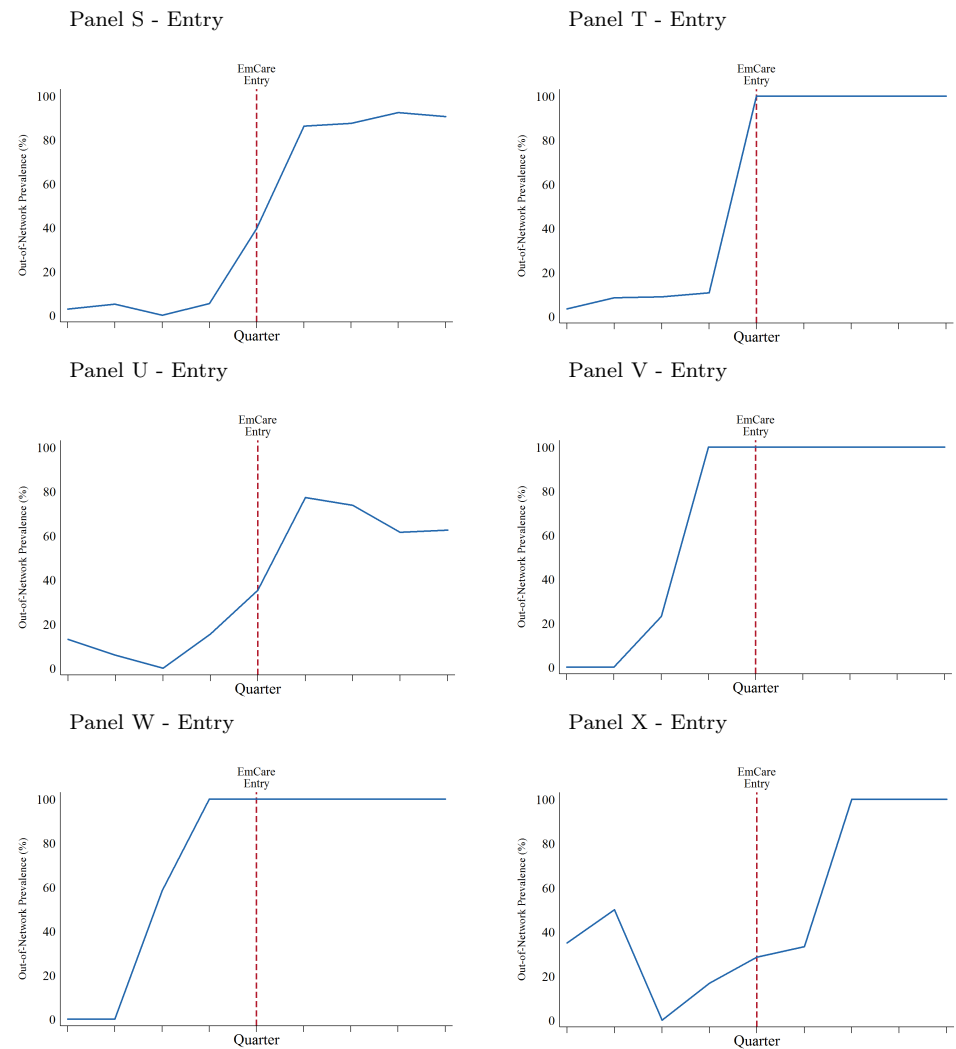 Panel S - Entry
EmCare
Entry
Out-of-Network Prevalence (%)
100
80
60
40
20
0
Quarter
Panel T - Entry
EmCare
Entry
Out-of-Network Prevalence (%)
100
80
60
40
20
0
Quarter
Panel U - Entry
EmCare
Entry
Out-of-Network Prevalence (%)
100
80
60
40
20
0
Quarter
Panel V - Entry
EmCare
Entry
Out-of-Network Prevalence (%)
100
80
60
40
20
0
Quarter
Panel W - Entry
EmCare
Entry
Out-of-Network Prevalence (%)
100
80
60
40
20
0
Quarter
Panel X - Entry
EmCare
Entry
Out-of-Network Prevalence (%)
100
80
60
40
20
0
Quarter